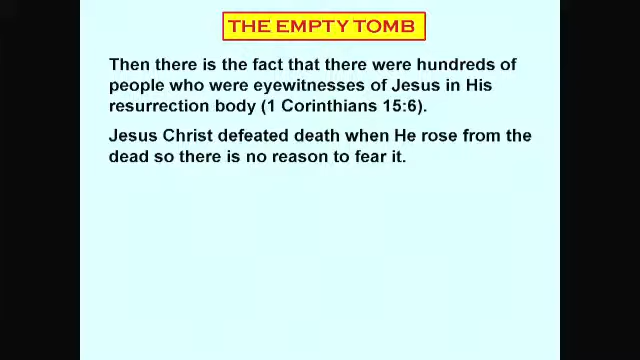 THE EMPTY TOMB
Then there is the fact that there were hundreds of
people who were eyewitnesses of Jesus in His
resurrection body (1 Corinthians 15:6).
Jesus Christ defeated death when He rose from the
dead so there is no reason to fear it.